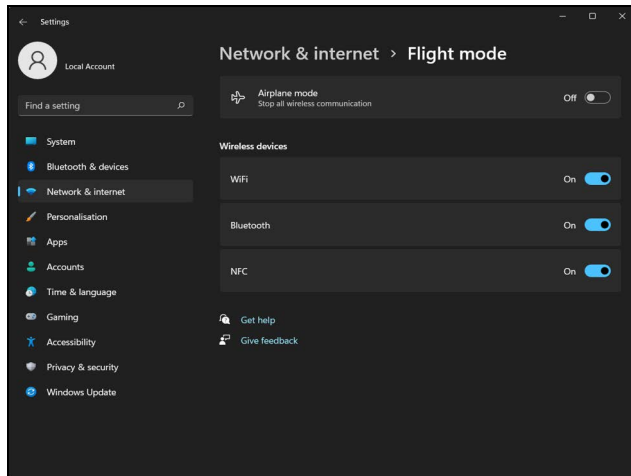 Settings
Local Account
Find a setting
System
Bluetooth & devices
Network & internet
Personalisation
Apps
Accounts
Time & language
Gaming
Accessibility
Privacy & security
Windows Update
Network & internet > Flight mode
Airplane mode
Stop all wireless communication
Off
Wireless devices
WiFi
On
Bluetooth
On
NFC
On
Get help
Give feedback